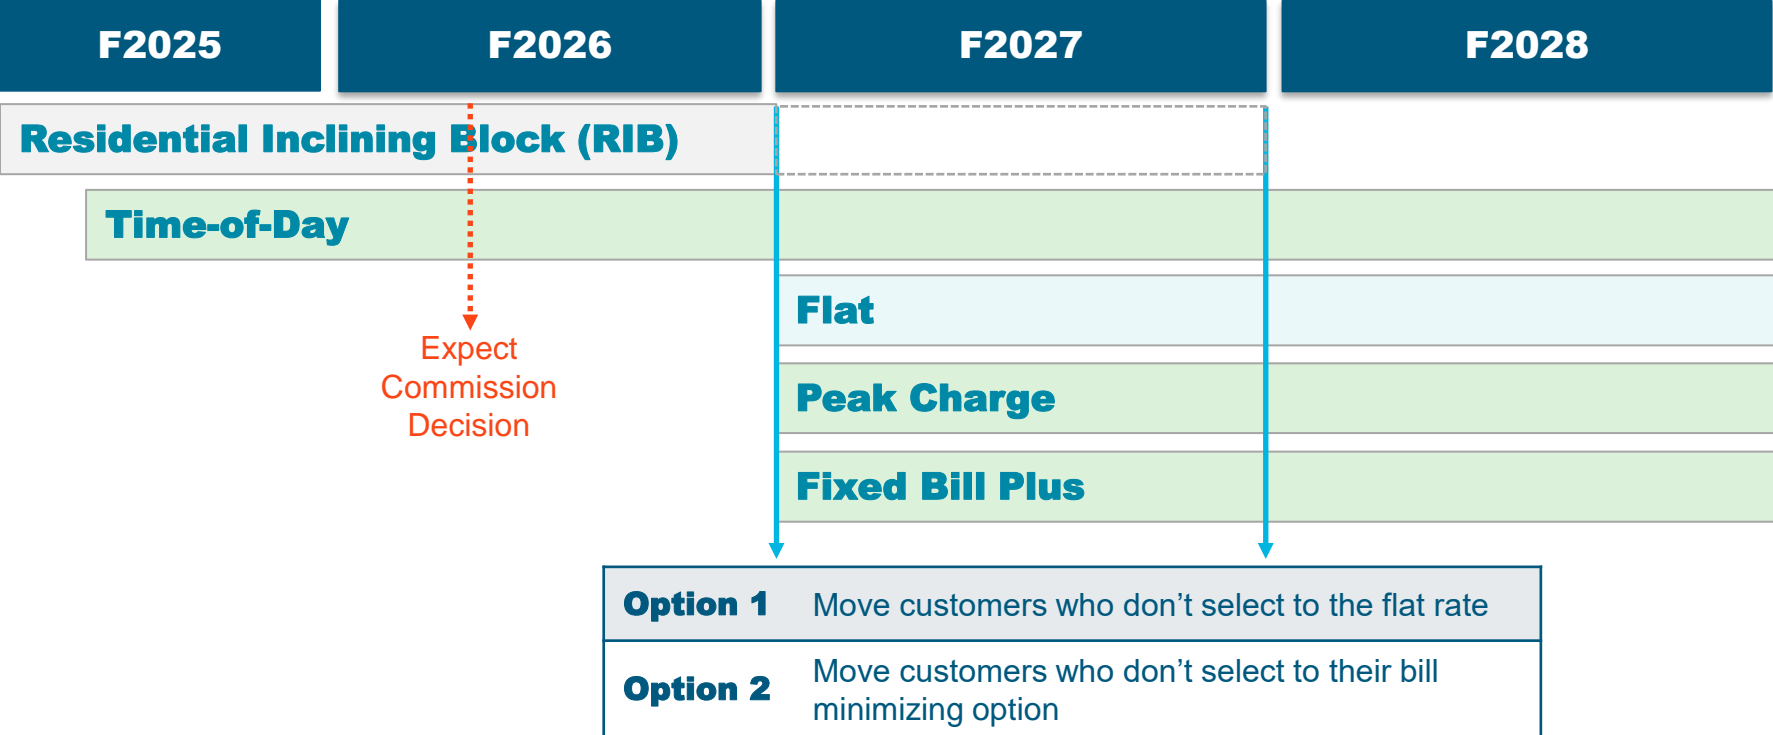 F2025 F2026 F2027 F2028
Residential Inclining Block (RIB)
Time-of-Day
Flat
Expect
Commission
Decision
Peak Charge
Fixed Bill Plus
Option 1 Move customers who don’t select to the flat rate
Option 2 Move customers who don’t select to their bill
minimizing option